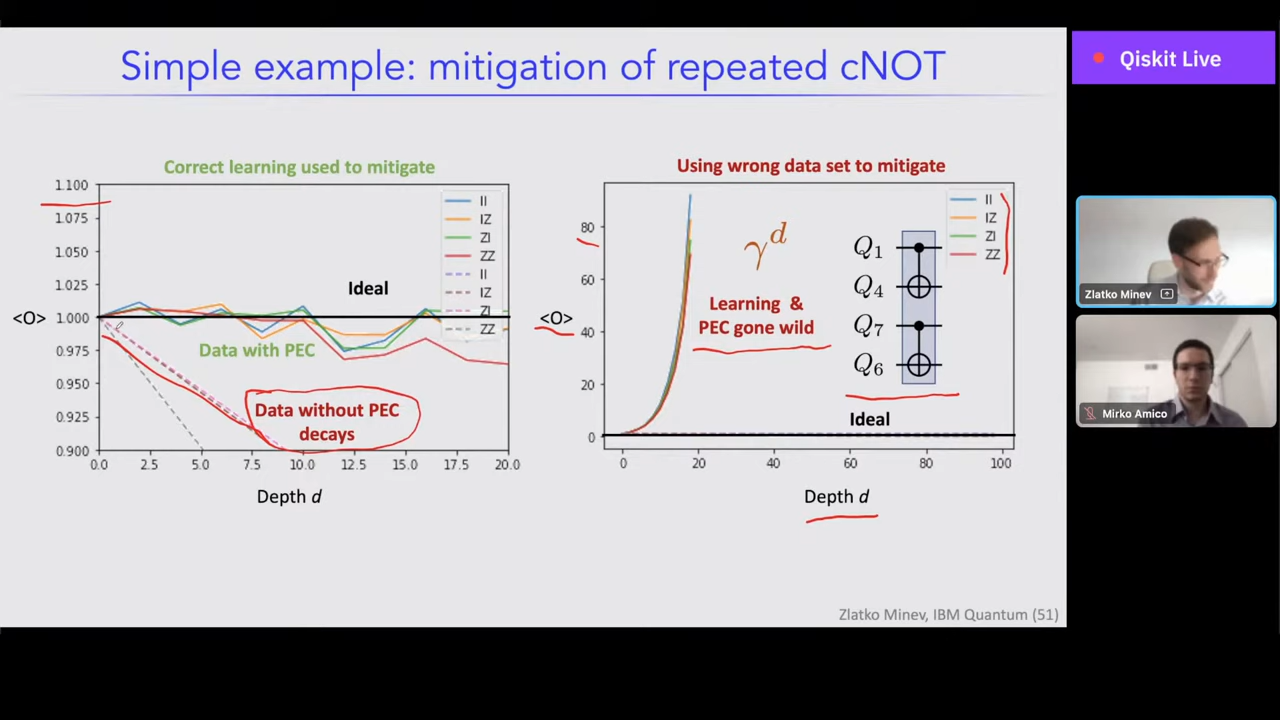 Simple example: mitigation of repeated cNOT
Qiskit Live
Correct learning used to mitigate
1.100
1.075
1.050
1.025
1.000
0.975
0.950
0.925
0.900
<O>
II
IZ
ZI
ZZ
II
IZ
ZI
ZZ
Ideal
Data with PEC
Data without PEC
decays
0.0 2.5 5.0 7.5 10.0 12.5 15.0 17.5 20.0
Depth d
Using wrong data set to mitigate
80
60
40
20
0
<O>
II
IZ
ZI
ZZ
γᵈ
Learning &
PEC gone wild
Q₁
Q₄
Q₇
Q₆
Ideal
0 20 40 60 80 100
Depth d
Zlatko Minev, IBM Quantum (51)
Zlatko Minev
Mirko Amico